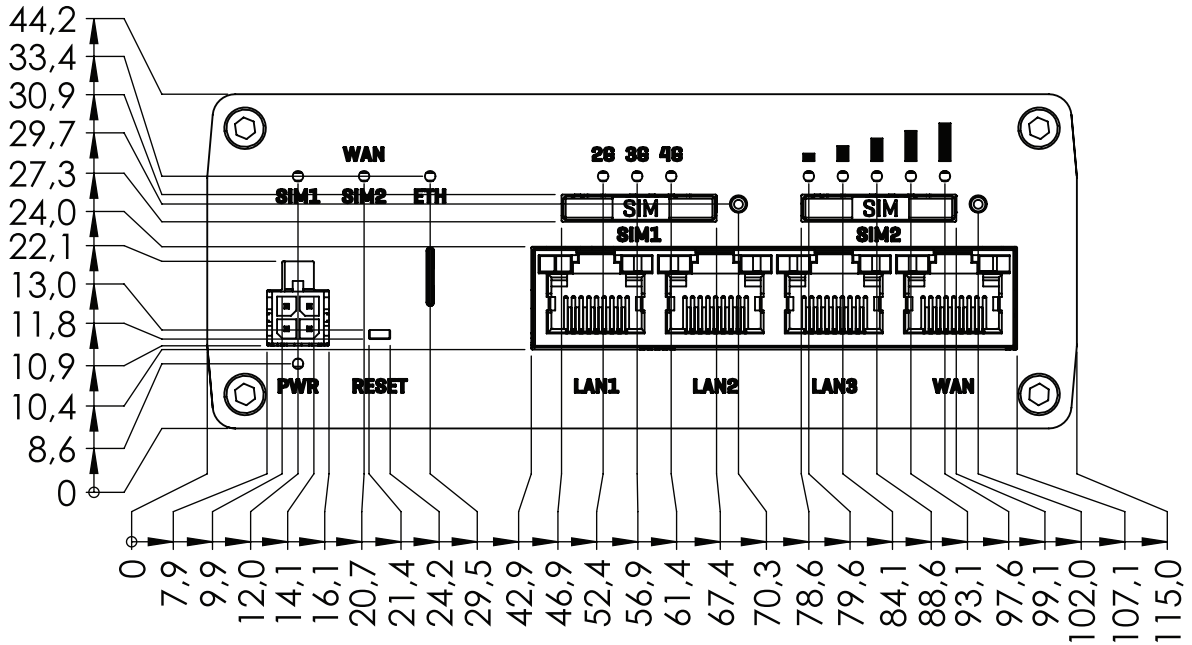 44,2
33,4
30,9
29,7
27,3
24,0
22,1
13,0
11,8
10,9
10,4
8,6
0
WAN
2G 3G 4G
SIM1 SIM2 ETH
SIM SIM
SIM1 SIM2
PWR RESET LAN1 LAN2 LAN3 WAN
0 7,9 9,9 12,0 14,1 16,1 20,7 21,4 24,2 29,5 42,9 46,9 52,4 56,9 61,4 67,4 70,3 78,6 79,6 84,1 88,6 93,1 97,6 99,1 102,0 107,1 115,0